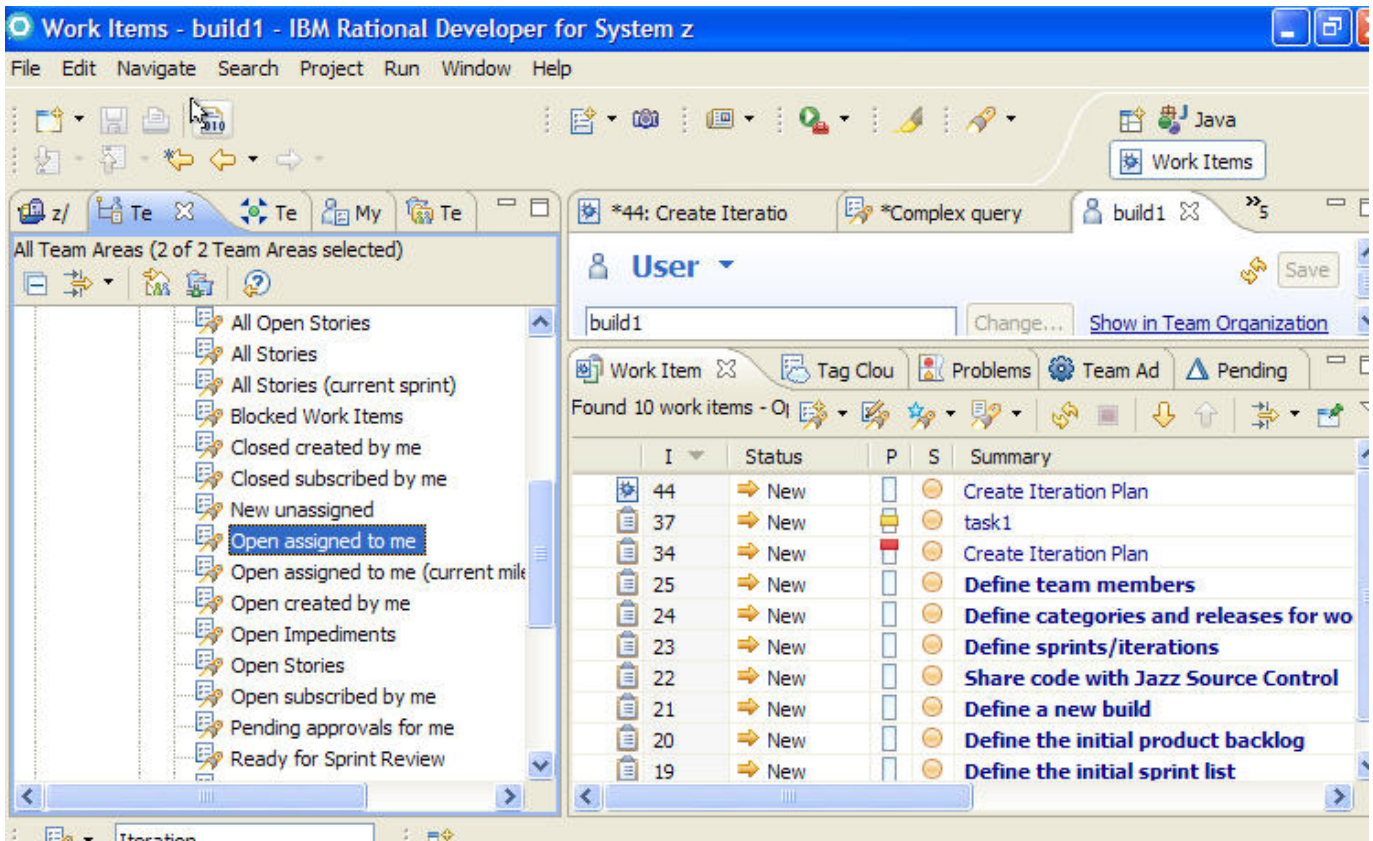 Work Items - build1 - IBM Rational Developer for System z
File Edit Navigate Search Project Run Window Help
010
Java
Work Items
z/ Te Te My Te
All Team Areas (2 of 2 Team Areas selected)
All Open Stories
All Stories
All Stories (current sprint)
Blocked Work Items
Closed created by me
Closed subscribed by me
New unassigned
Open assigned to me
Open assigned to me (current mile
Open created by me
Open Impediments
Open Stories
Open subscribed by me
Pending approvals for me
Ready for Sprint Review
*44: Create Iteratio *Complex query build1 »5
User Save
build1 Change... Show in Team Organization
Work Item Tag Clou Problems Team Ad Pending
Found 10 work items - O
I Status P S Summary
44 New Create Iteration Plan
37 New task1
34 New Create Iteration Plan
25 New Define team members
24 New Define categories and releases for wo
23 New Define sprints/iterations
22 New Share code with Jazz Source Control
21 New Define a new build
20 New Define the initial product backlog
19 New Define the initial sprint list
Iteration